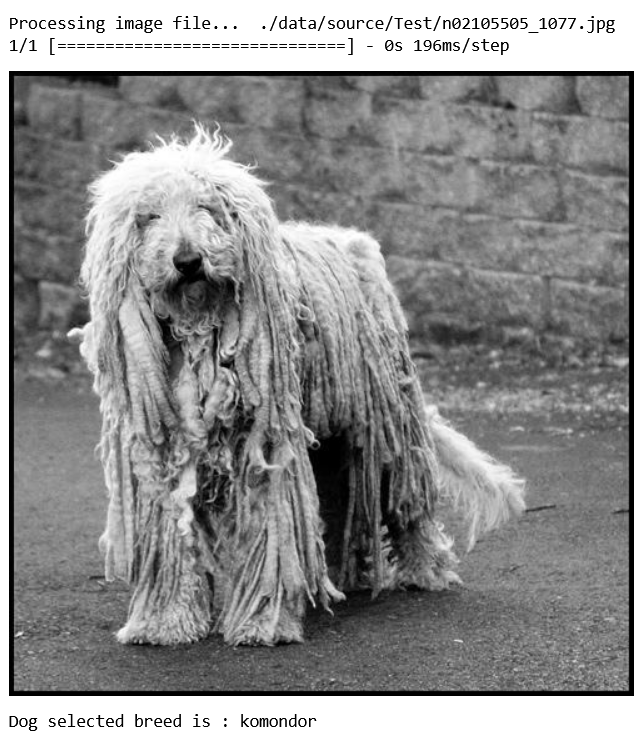 Processing image file...  ./data/source/Test/n02105505_1077.jpg
1/1 [==============================] - 0s 196ms/step
Dog selected breed is : komondor